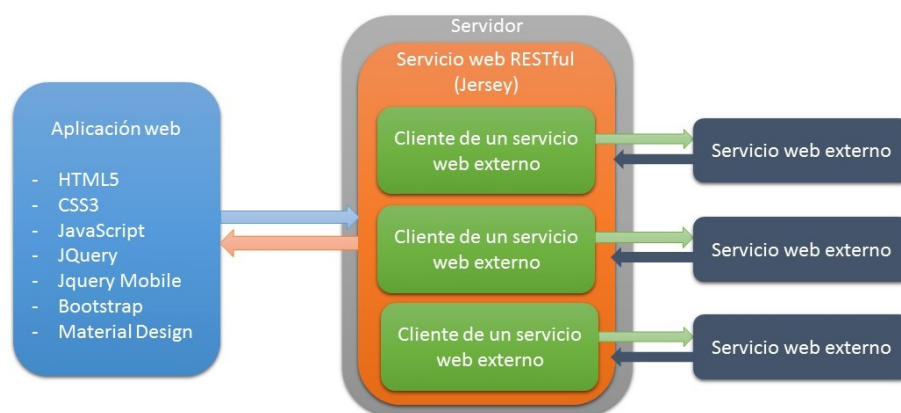 Servidor
Servicio web RESTful
(Jersey)
Aplicación web
- HTML5
- CSS3
- JavaScript
- JQuery
- Jquery Mobile
- Bootstrap
- Material Design
Cliente de un servicio
web externo
Servicio web externo
Cliente de un servicio
web externo
Servicio web externo
Cliente de un servicio
web externo
Servicio web externo